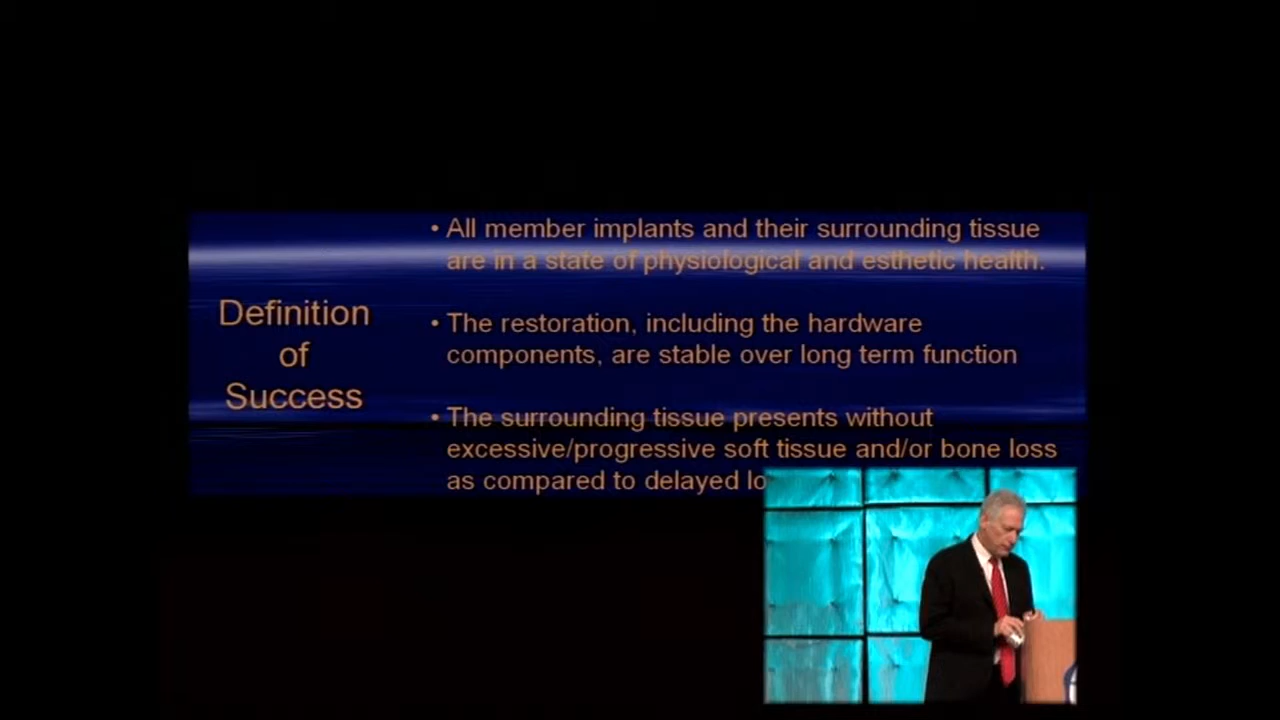 Definition
of
Success
• All member implants and their surrounding tissue
are in a state of physiological and esthetic health.
• The restoration, including the hardware
components, are stable over long term function
• The surrounding tissue presents without
excessive/progressive soft tissue and/or bone loss
as compared to delayed